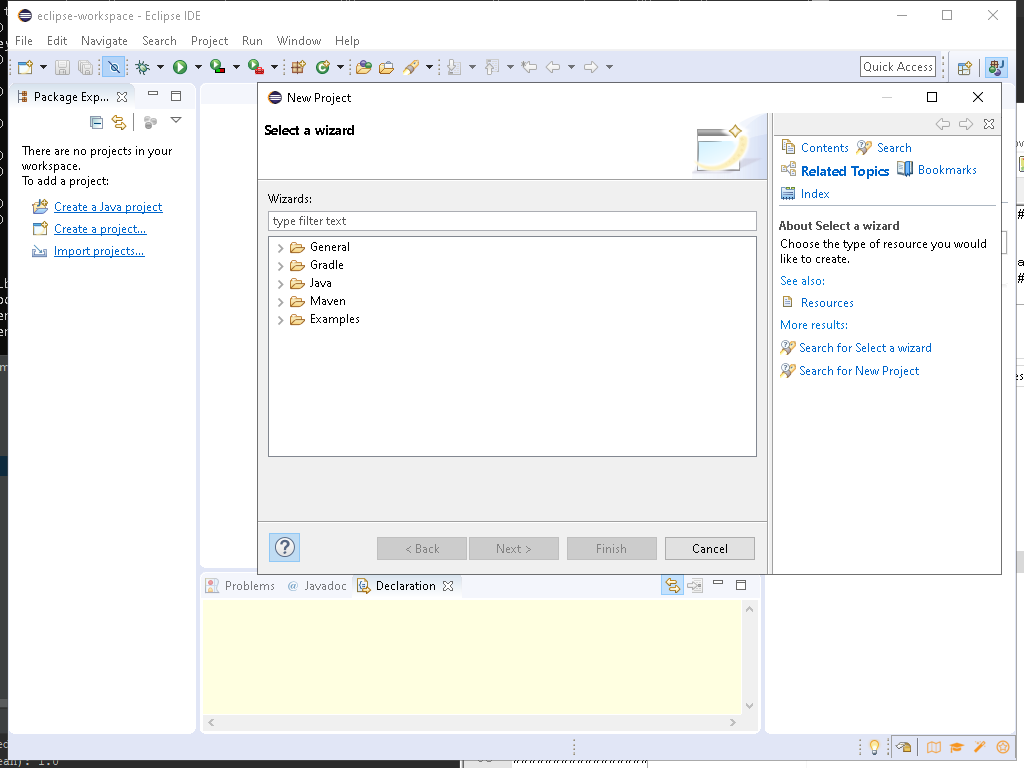 eclipse-workspace - Eclipse IDE
File Edit Navigate Search Project Run Window Help
Quick Access
Package Exp...
There are no projects in your
workspace.
To add a project:
Create a Java project
Create a project...
Import projects...
New Project
Select a wizard
Wizards:
type filter text
General
Gradle
Java
Maven
Examples
< Back Next > Finish Cancel
Contents Search
Related Topics Bookmarks
Index
About Select a wizard
Choose the type of resource you would
like to create.
See also:
Resources
More results:
Search for Select a wizard
Search for New Project
Problems @ Javadoc Declaration